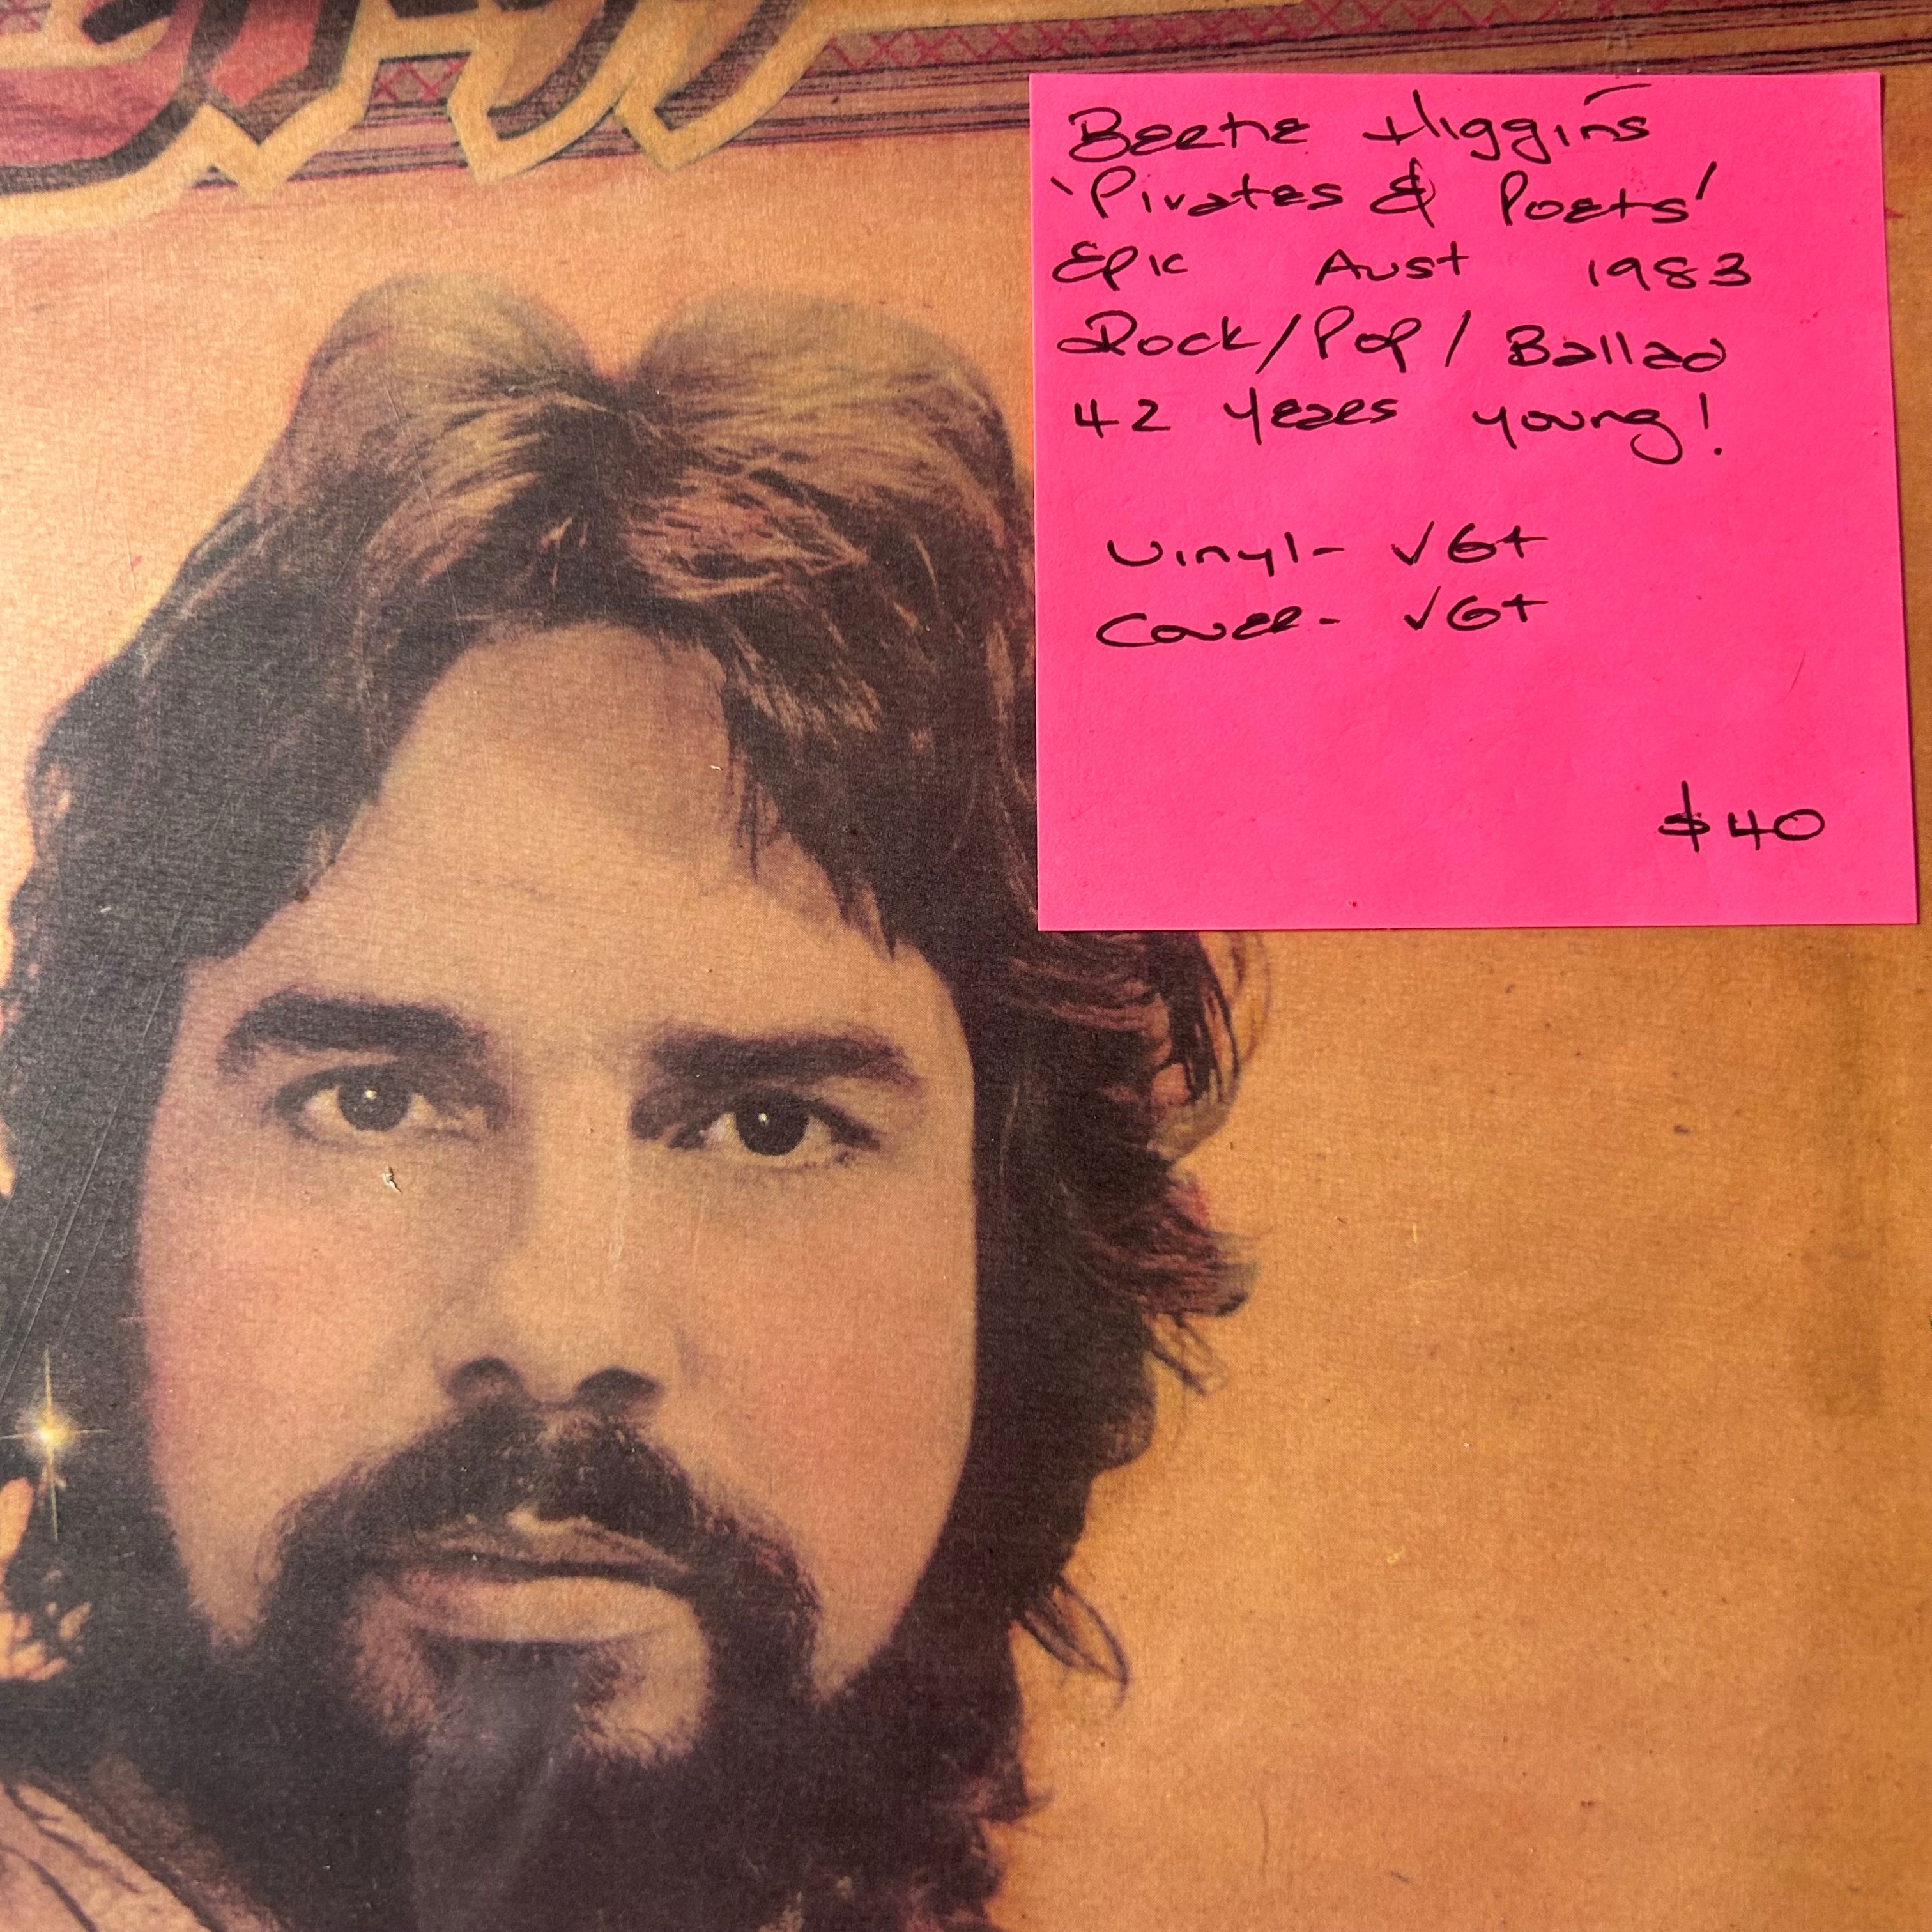 Bertie Higgins
'Pirates & Poets'
Epic Aust 1983
Rock/Pop/Ballad
42 years young!
Vinyl- VG+
Cover- VG+
$40